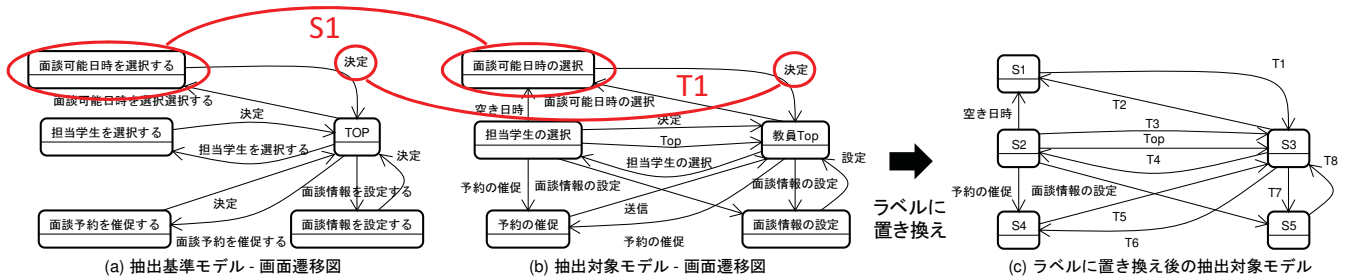 S1
面談可能日時を選択する
決定
面談可能日時を選択選択する
決定
担当学生を選択する
TOP
担当学生を選択する
決定
面談情報を設定する
決定
面談予約を催促する
面談予約を催促する
面談情報を設定する
(a) 抽出基準モデル - 画面遷移図
T1
面談可能日時の選択
決定
面談可能日時の選択
空き日時
決定
担当学生の選択
Top
教員Top
担当学生の選択
設定
予約の催促
面談情報の設定
面談情報の設定
送信
予約の催促
予約の催促
面談情報の設定
(b) 抽出対象モデル - 画面遷移図
ラベルに
置き換え
S1
T1
T2
空き日時
T3
S2
Top
S3
T4
T8
予約の催促
面談情報の設定
T7
S4
T5
T6
S5
(c) ラベルに置き換え後の抽出対象モデル